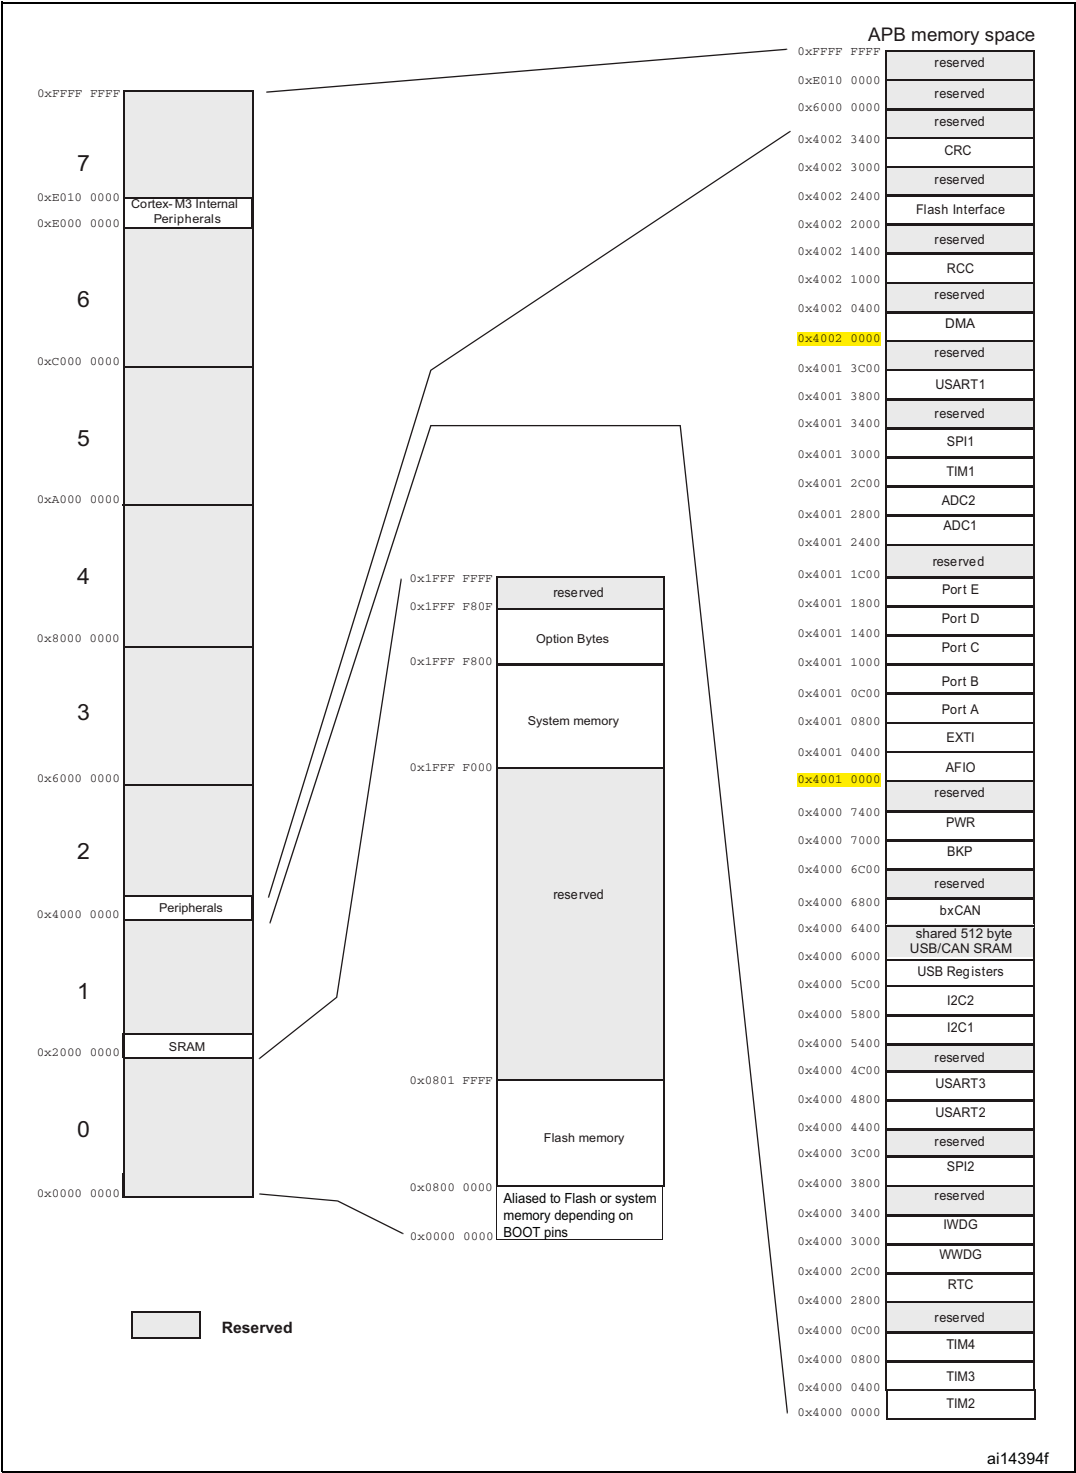 APB memory space
0xFFFF FFFF
7
0xE010 0000
Cortex-M3 Internal
Peripherals
0xE000 0000
6
0xC000 0000
5
0xA000 0000
4
0x8000 0000
3
0x6000 0000
2
Peripherals
0x4000 0000
1
SRAM
0x2000 0000
0
0x0000 0000
Reserved
0x1FFF FFFF
reserved
0x1FFF F80F
Option Bytes
0x1FFF F800
System memory
0x1FFF F000
reserved
0x0801 FFFF
Flash memory
0x0800 0000
Aliased to Flash or system
memory depending on
BOOT pins
0x0000 0000
0xFFFF FFFF
reserved
0xE010 0000
reserved
0x6000 0000
reserved
0x4002 3400
CRC
0x4002 3000
reserved
0x4002 2400
Flash Interface
0x4002 2000
reserved
0x4002 1400
RCC
0x4002 1000
reserved
0x4002 0400
DMA
0x4002 0000
reserved
0x4001 3C00
USART1
0x4001 3800
reserved
0x4001 3400
SPI1
0x4001 3000
TIM1
0x4001 2C00
ADC2
0x4001 2800
ADC1
0x4001 2400
reserved
0x4001 1C00
Port E
0x4001 1800
Port D
0x4001 1400
Port C
0x4001 1000
Port B
0x4001 0C00
Port A
0x4001 0800
EXTI
0x4001 0400
AFIO
0x4001 0000
reserved
0x4000 7400
PWR
0x4000 7000
BKP
0x4000 6C00
reserved
0x4000 6800
bxCAN
0x4000 6400
shared 512 byte
USB/CAN SRAM
0x4000 6000
USB Registers
0x4000 5C00
I2C2
0x4000 5800
I2C1
0x4000 5400
reserved
0x4000 4C00
USART3
0x4000 4800
USART2
0x4000 4400
reserved
0x4000 3C00
SPI2
0x4000 3800
reserved
0x4000 3400
IWDG
0x4000 3000
WWDG
0x4000 2C00
RTC
0x4000 2800
reserved
0x4000 0C00
TIM4
0x4000 0800
TIM3
0x4000 0400
TIM2
0x4000 0000
ai14394f